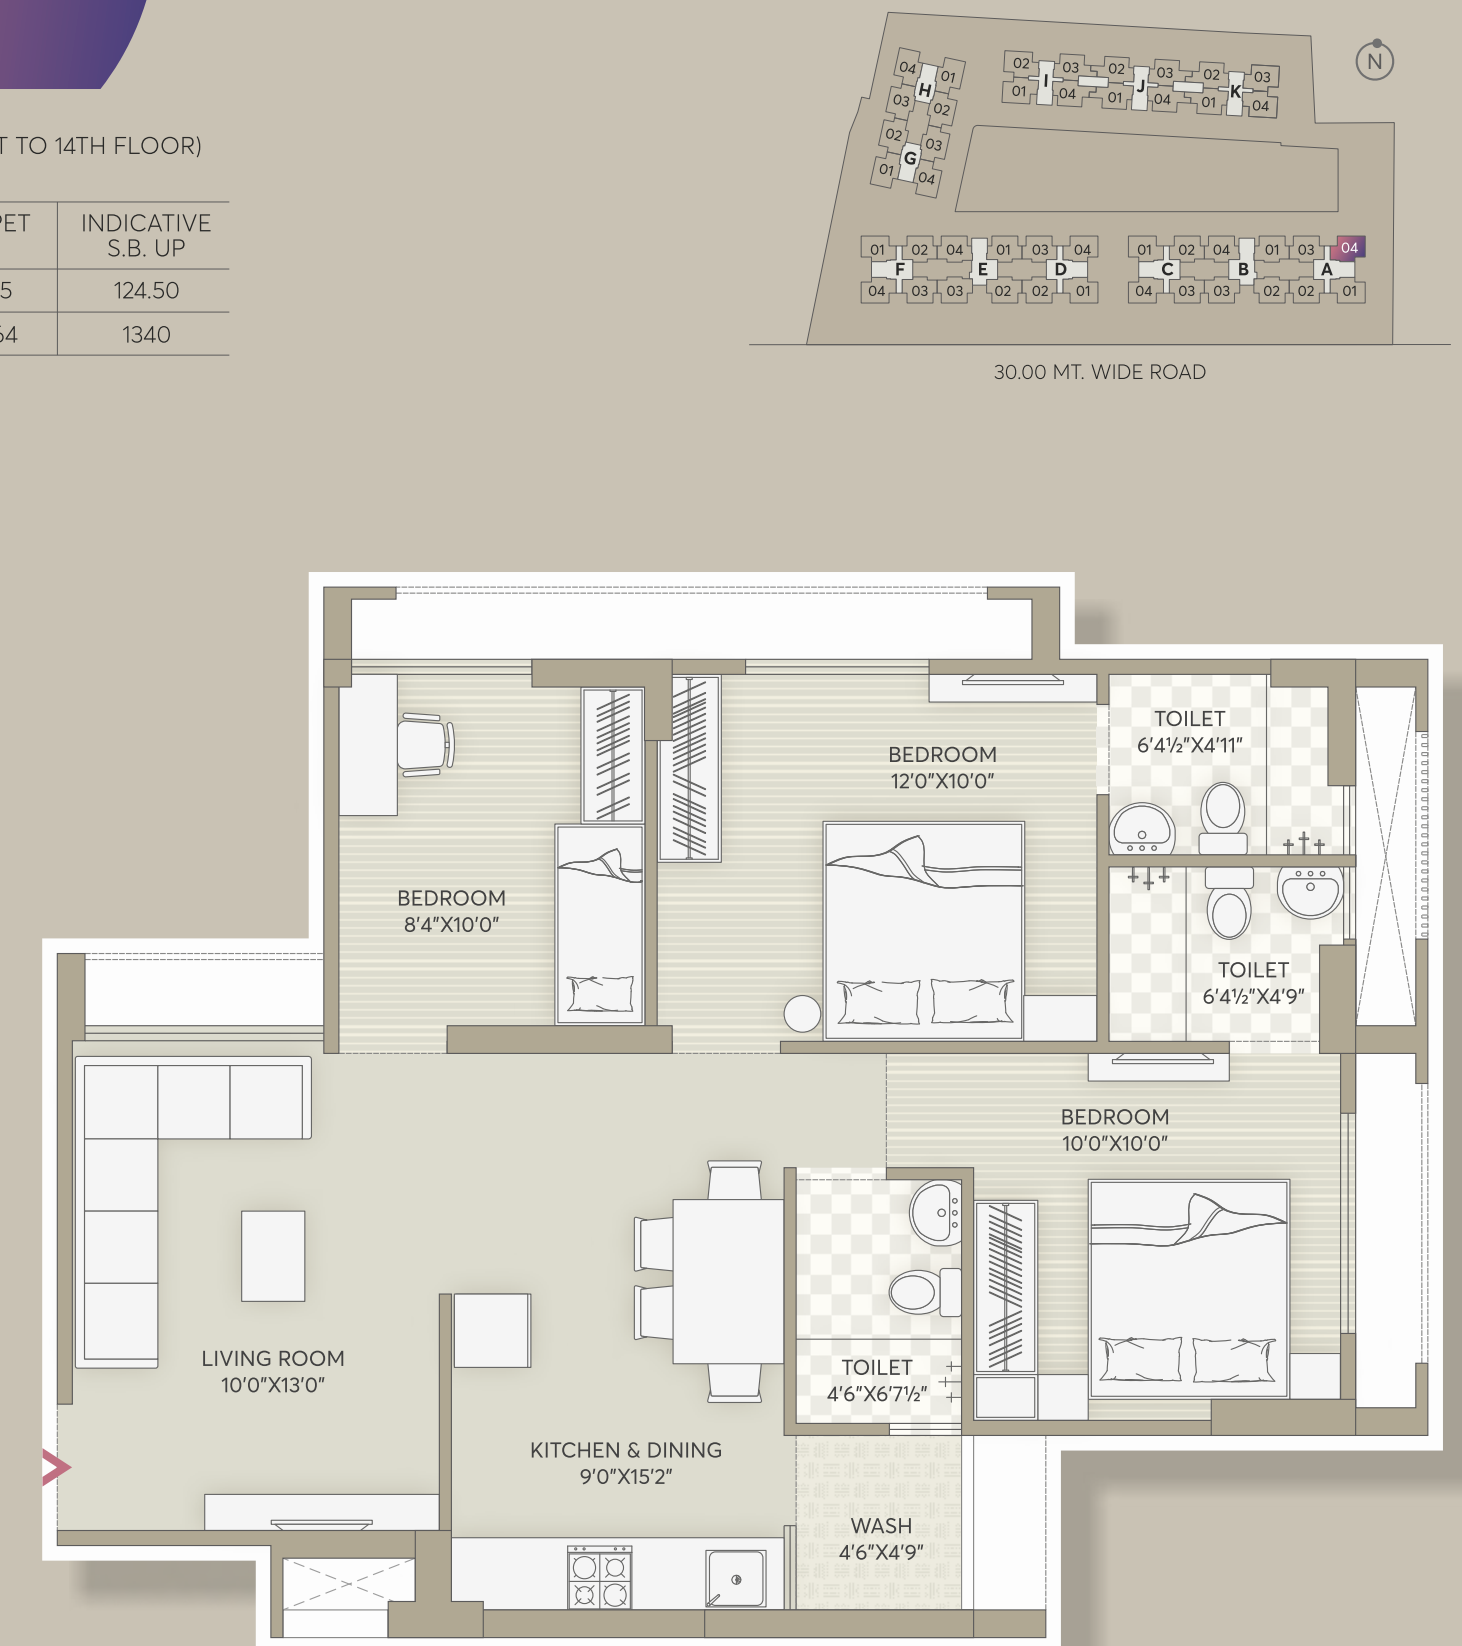 T TO 14TH FLOOR)
PET INDICATIVE
S.B. UP
5 124.50
64 1340
N
04 01 H 03 02
02 03 G 01 04
02 03 02 03 02 03
I J K
01 04 01 04 01 04
01 02 04 01 03 04 01 02 04 01 03 04
F E D C B A
04 03 03 02 02 01 04 03 03 02 02 01
30.00 MT. WIDE ROAD
TOILET
6'4½"X4'11"
BEDROOM
12'0"X10'0"
BEDROOM
8'4"X10'0"
TOILET
6'4½"X4'9"
BEDROOM
10'0"X10'0"
LIVING ROOM
10'0"X13'0"
TOILET
4'6"X6'7½"
KITCHEN & DINING
9'0"X15'2"
WASH
4'6"X4'9"